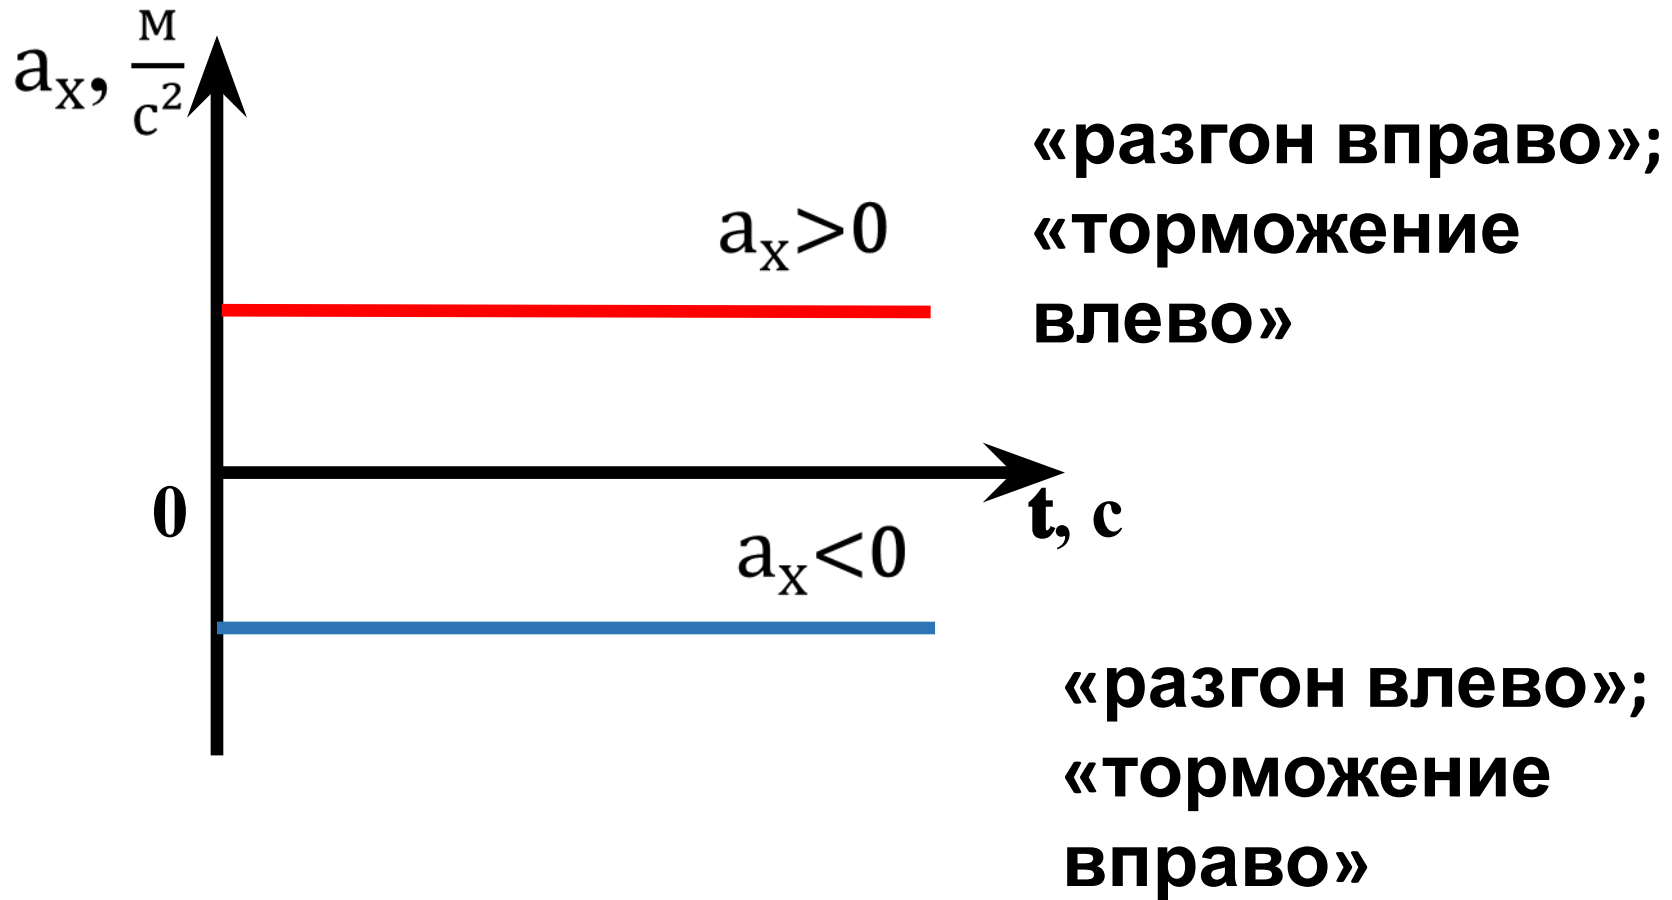 aₓ, м/с²
«разгон вправо»;
«торможение
влево»
aₓ>0
0
t, с
aₓ<0
«разгон влево»;
«торможение
вправо»